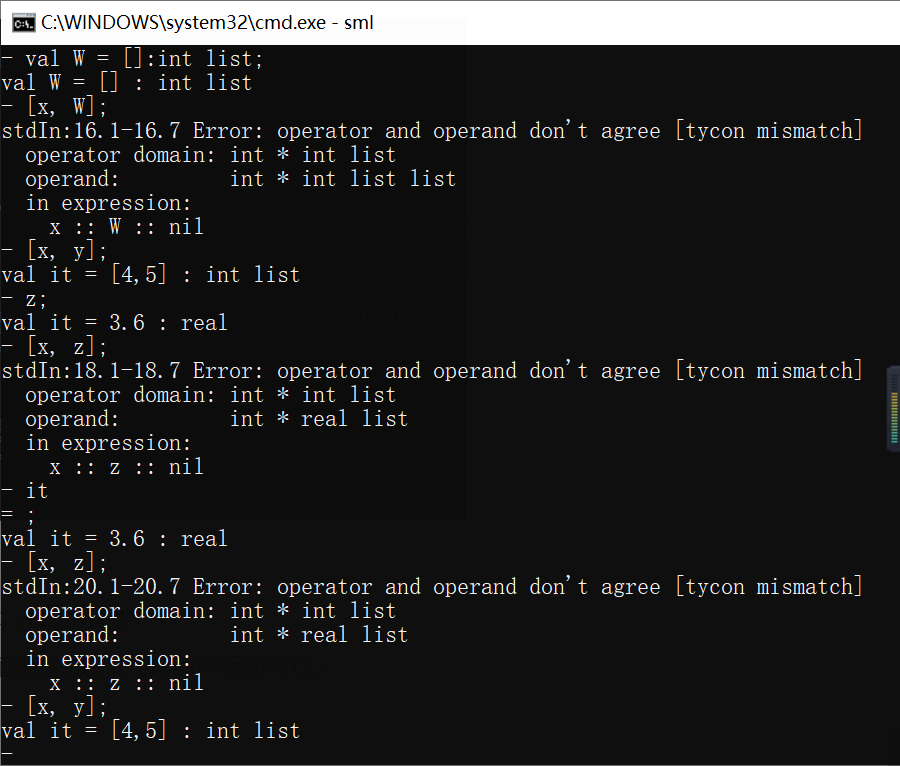 C:\WINDOWS\system32\cmd.exe - sml
- val W = []:int list;
val W = [] : int list
- [x, W];
stdIn:16.1-16.7 Error: operator and operand don't agree [tycon mismatch]
  operator domain: int * int list
  operand:         int * int list list
  in expression:
    x :: W :: nil
- [x, y];
val it = [4,5] : int list
- z;
val it = 3.6 : real
- [x, z];
stdIn:18.1-18.7 Error: operator and operand don't agree [tycon mismatch]
  operator domain: int * int list
  operand:         int * real list
  in expression:
    x :: z :: nil
- it
= ;
val it = 3.6 : real
- [x, z];
stdIn:20.1-20.7 Error: operator and operand don't agree [tycon mismatch]
  operator domain: int * int list
  operand:         int * real list
  in expression:
    x :: z :: nil
- [x, y];
val it = [4,5] : int list
-